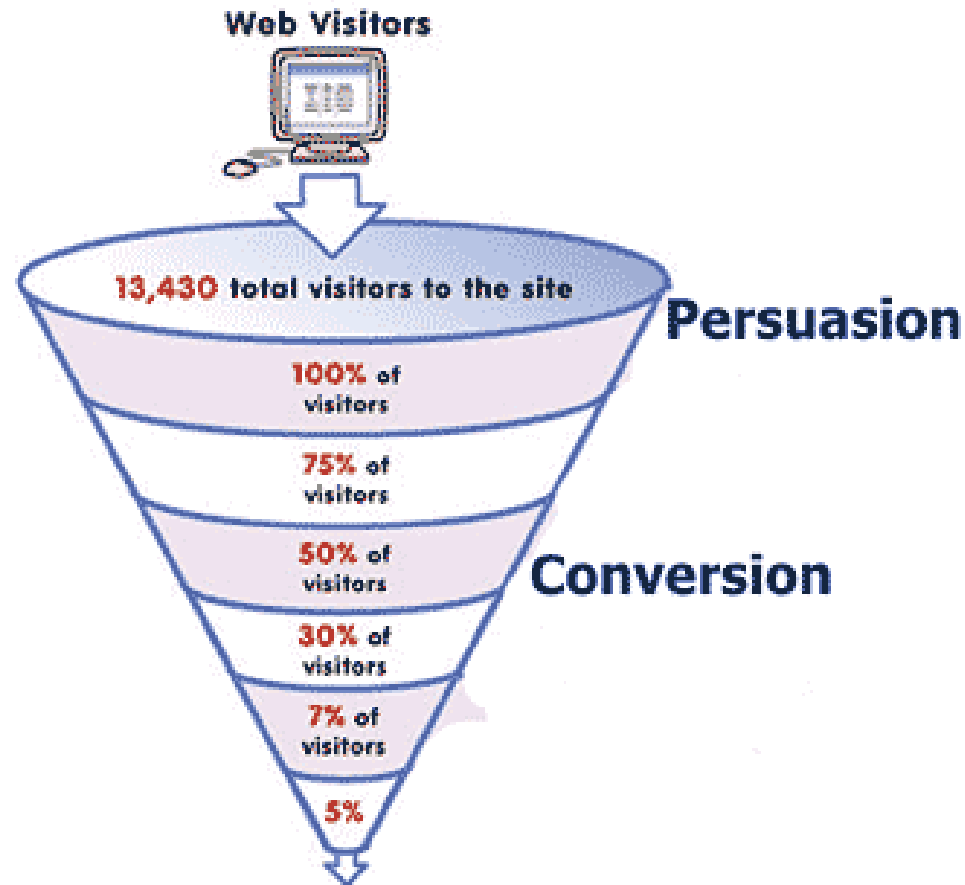 Web Visitors
13,430 total visitors to the site
Persuasion
100% of
visitors
75% of
visitors
50% of
visitors
Conversion
30% of
visitors
7% of
visitors
5%